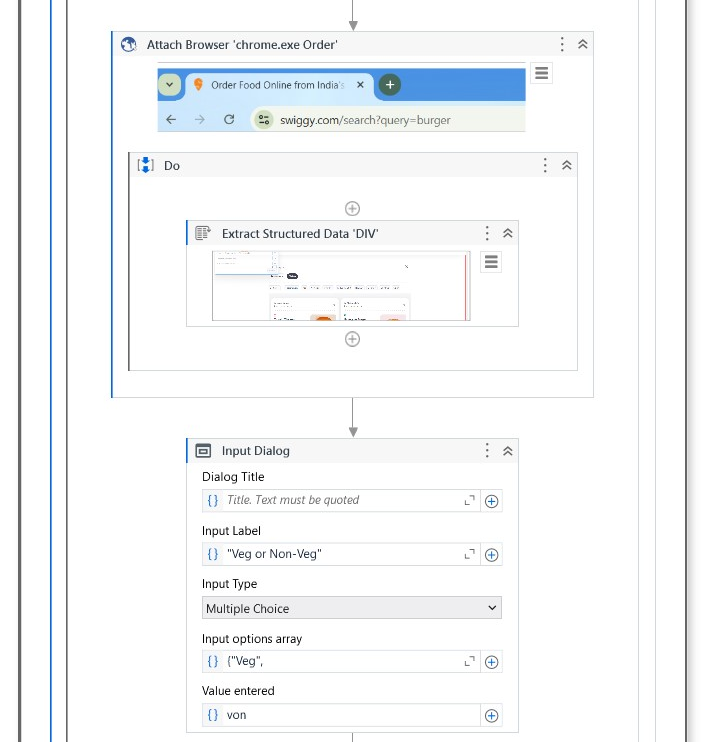 Attach Browser 'chrome.exe Order'
Order Food Online from India's
swiggy.com/search?query=burger
Do
Extract Structured Data 'DIV'
Input Dialog
Dialog Title
Title. Text must be quoted
Input Label
"Veg or Non-Veg"
Input Type
Multiple Choice
Input options array
{"Veg",
Value entered
von